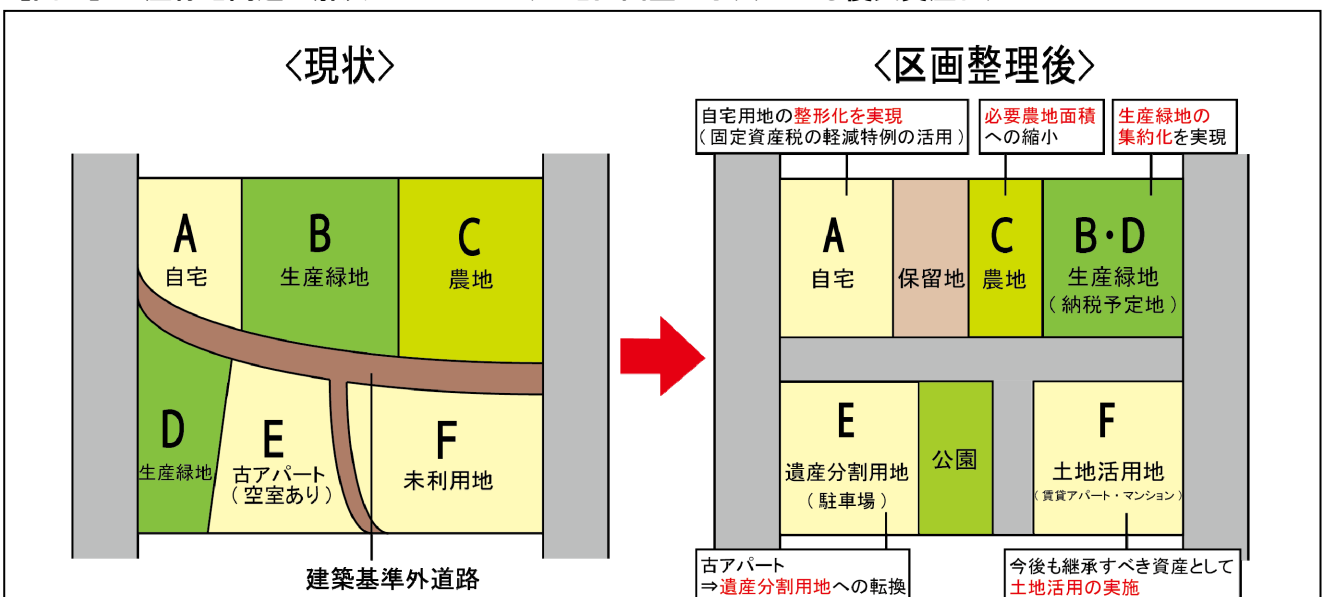 〈現状〉
A
自宅
B
生産緑地
C
農地
D
生産緑地
E
古アパート
(空室あり)
F
未利用地
建築基準外道路
〈区画整理後〉
自宅用地の整形化を実現
(固定資産税の軽減特例の活用)
必要農地面積
への縮小
生産緑地の
集約化を実現
A
自宅
保留地
C
農地
B・D
生産緑地
(納税予定地)
E
遺産分割用地
(駐車場)
公園
F
土地活用地
(賃貸アパート・マンション)
古アパート
⇒遺産分割用地への転換
今後も継承すべき資産として
土地活用の実施